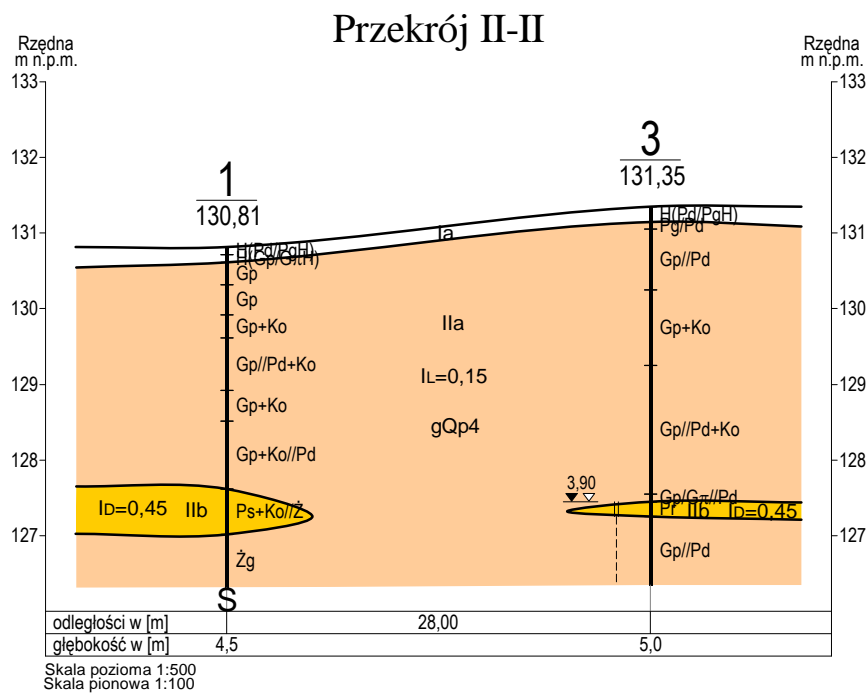 Przekrój II-II
Rzędna
m n.p.m.
Rzędna
m n.p.m.
133
133
132
132
131
131
130
130
129
129
128
128
127
127
1
130,81
3
131,35
H(Pd/PgH)
Gp
Gp
Gp+Ko
Gp//Pd+Ko
Gp+Ko
Gp+Ko//Pd
Ps+Ko//Ż
Żg
S
Ia
IIa
IL=0,15
gQp4
ID=0,45 IIb
H(Pd/PgH)
Pg/Pd
Gp//Pd
Gp+Ko
Gp//Pd+Ko
Gp/Gπ//Pd
3,90
Pr IIb ID=0,45
Gp//Pd
odległości w [m] 28,00
głębokość w [m] 4,5 5,0
Skala pozioma 1:500
Skala pionowa 1:100